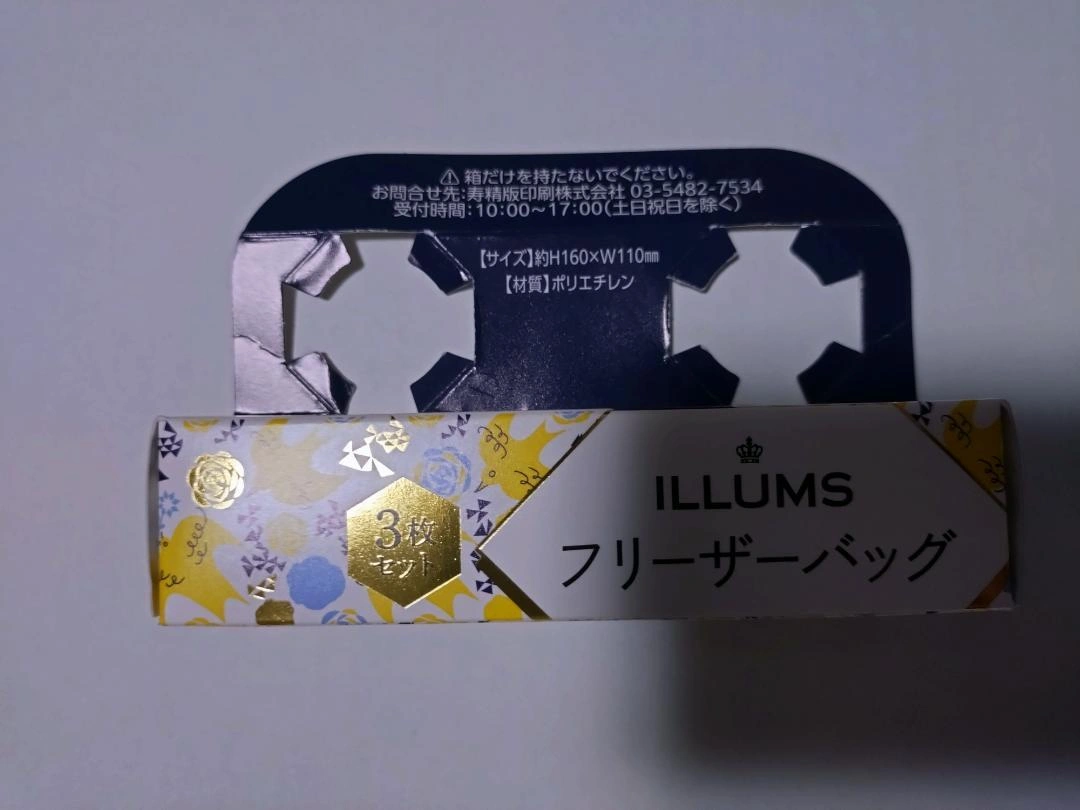 ⚠ 箱だけを持たないでください。
お問合せ先:寿精版印刷株式会社 03-5482-7534
受付時間:10:00〜17:00(土日祝日を除く)
【サイズ】約H160×W110㎜
【材質】ポリエチレン
3枚
セット
ILLUMS
フリーザーバッグ